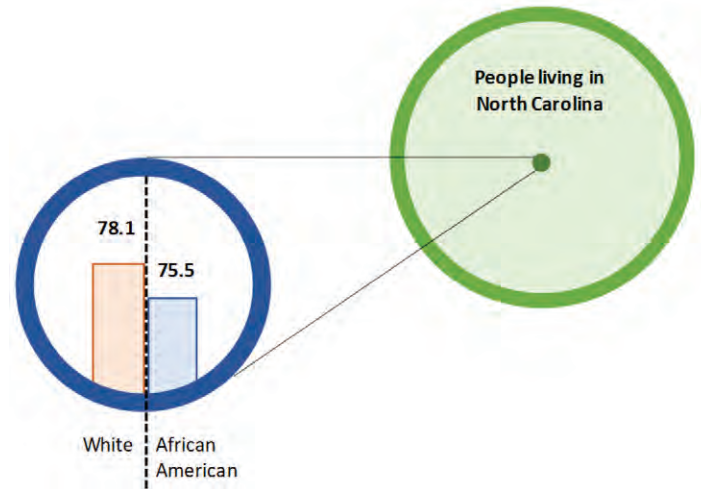 People living in
North Carolina
78.1
75.5
White
African
American